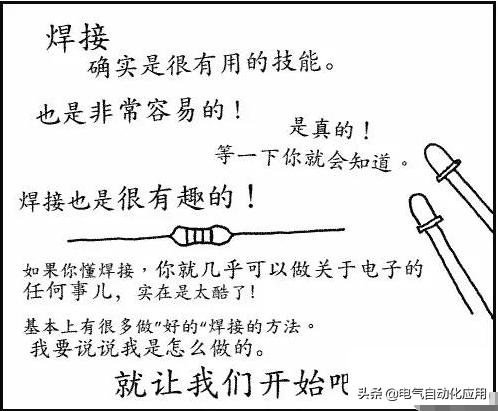 焊接
确实是很有用的技能。
也是非常容易的！
是真的！
等一下你就会知道。
焊接也是很有趣的！
如果你懂焊接，你就几乎可以做关于电子的
任何事儿，实在是太酷了!
基本上有很多做"好的"焊接的方法。
我要说说我是怎么做的。
就让我们开始吧
头条 @电气自动化应用